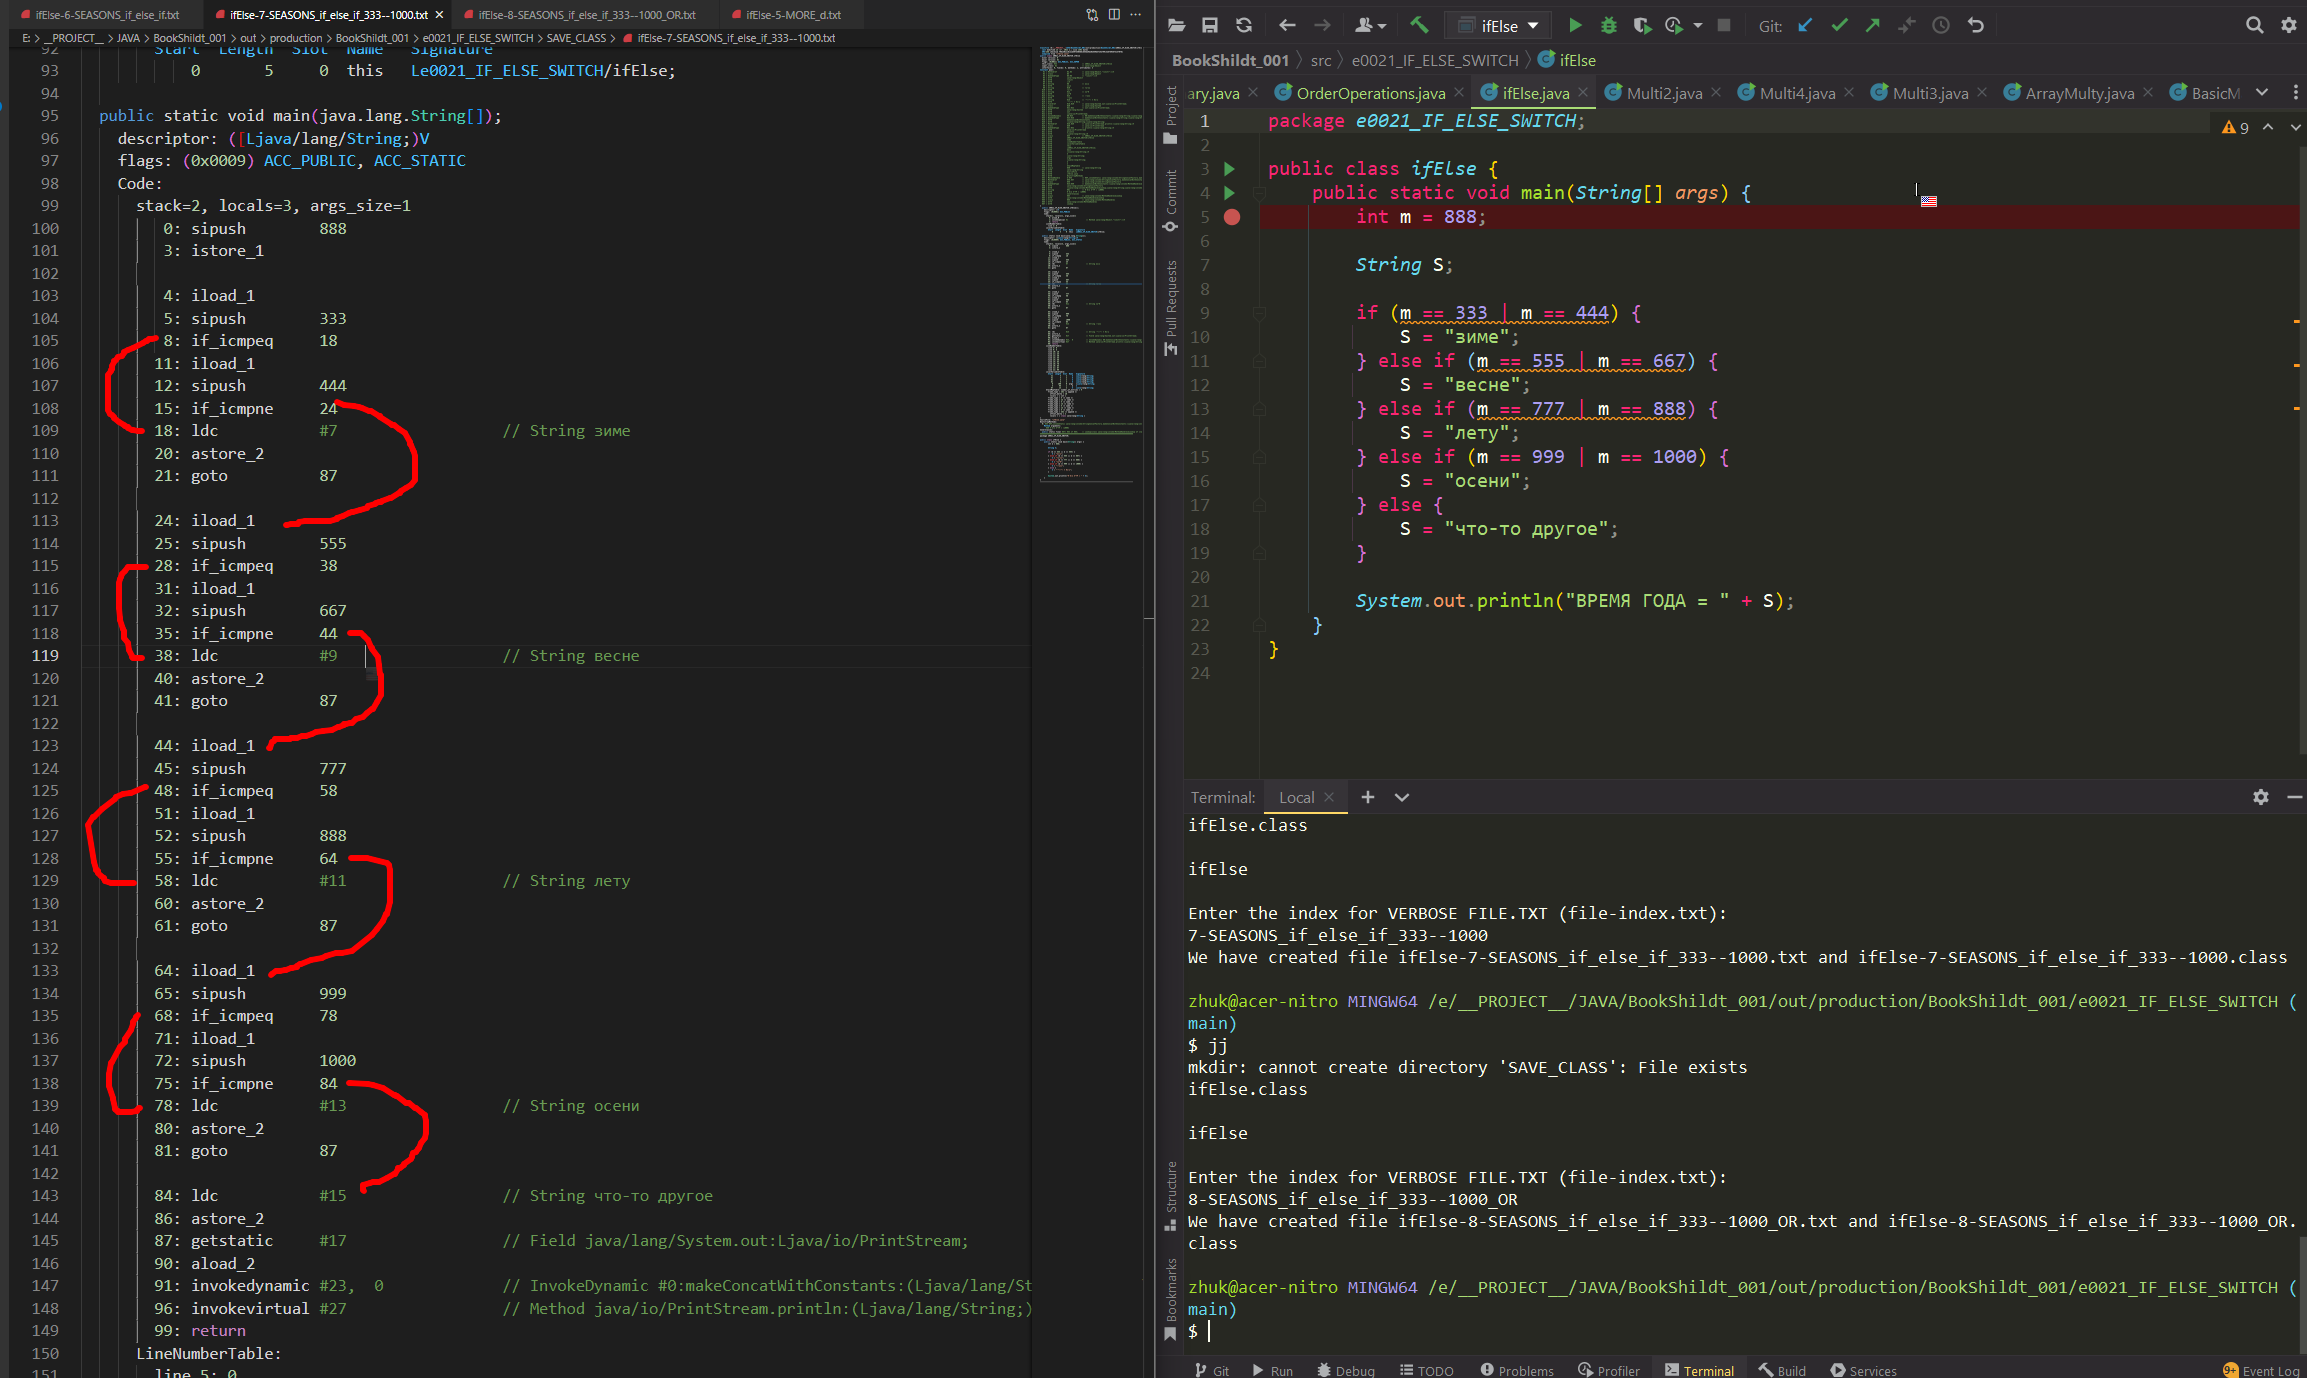 ifElse-6-SEASONS_if_else_if.txt
ifElse-7-SEASONS_if_else_if_333--1000.txt
ifElse-8-SEASONS_if_else_if_333--1000_OR.txt
ifElse-5-MORE_d.txt
E: > __PROJECT__ > JAVA > BookShildt_001 > out > production > BookShildt_001 > e0021_IF_ELSE_SWITCH > SAVE_CLASS > ifElse-7-SEASONS_if_else_if_333--1000.txt
92 Start Length Slot Name Signature
93 0 5 0 this Le0021_IF_ELSE_SWITCH/ifElse;
94
95 public static void main(java.lang.String[]);
96 descriptor: ([Ljava/lang/String;)V
97 flags: (0x0009) ACC_PUBLIC, ACC_STATIC
98 Code:
99 stack=2, locals=3, args_size=1
100 0: sipush 888
101 3: istore_1
102
103 4: iload_1
104 5: sipush 333
105 8: if_icmpeq 18
106 11: iload_1
107 12: sipush 444
108 15: if_icmpne 24
109 18: ldc #7 // String зиме
110 20: astore_2
111 21: goto 87
112
113 24: iload_1
114 25: sipush 555
115 28: if_icmpeq 38
116 31: iload_1
117 32: sipush 667
118 35: if_icmpne 44
119 38: ldc #9 // String весне
120 40: astore_2
121 41: goto 87
122
123 44: iload_1
124 45: sipush 777
125 48: if_icmpeq 58
126 51: iload_1
127 52: sipush 888
128 55: if_icmpne 64
129 58: ldc #11 // String лету
130 60: astore_2
131 61: goto 87
132
133 64: iload_1
134 65: sipush 999
135 68: if_icmpeq 78
136 71: iload_1
137 72: sipush 1000
138 75: if_icmpne 84
139 78: ldc #13 // String осени
140 80: astore_2
141 81: goto 87
142
143 84: ldc #15 // String что-то другое
144 86: astore_2
145 87: getstatic #17 // Field java/lang/System.out:Ljava/io/PrintStream;
146 90: aload_2
147 91: invokedynamic #23, 0 // InvokeDynamic #0:makeConcatWithConstants:(Ljava/lang/St
148 96: invokevirtual #27 // Method java/io/PrintStream.println:(Ljava/lang/String;)
149 99: return
150 LineNumberTable:
151 line 5: 0
ifElse
Git:
BookShildt_001 > src > e0021_IF_ELSE_SWITCH > ifElse
ary.java OrderOperations.java ifElse.java Multi2.java Multi4.java Multi3.java ArrayMulty.java BasicM
Project
Commit
Pull Requests
9
1 package e0021_IF_ELSE_SWITCH;
2
3 public class ifElse {
4 public static void main(String[] args) {
5 int m = 888;
6
7 String S;
8
9 if (m == 333 | m == 444) {
10 S = "зиме";
11 } else if (m == 555 | m == 667) {
12 S = "весне";
13 } else if (m == 777 | m == 888) {
14 S = "лету";
15 } else if (m == 999 | m == 1000) {
16 S = "осени";
17 } else {
18 S = "что-то другое";
19 }
20
21 System.out.println("ВРЕМЯ ГОДА = " + S);
22 }
23 }
24
Terminal: Local
ifElse.class
ifElse
Enter the index for VERBOSE FILE.TXT (file-index.txt):
7-SEASONS_if_else_if_333--1000
We have created file ifElse-7-SEASONS_if_else_if_333--1000.txt and ifElse-7-SEASONS_if_else_if_333--1000.class
zhuk@acer-nitro MINGW64 /e/__PROJECT__/JAVA/BookShildt_001/out/production/BookShildt_001/e0021_IF_ELSE_SWITCH (
main)
$ jj
mkdir: cannot create directory 'SAVE_CLASS': File exists
ifElse.class
ifElse
Enter the index for VERBOSE FILE.TXT (file-index.txt):
8-SEASONS_if_else_if_333--1000_OR
We have created file ifElse-8-SEASONS_if_else_if_333--1000_OR.txt and ifElse-8-SEASONS_if_else_if_333--1000_OR.
class
zhuk@acer-nitro MINGW64 /e/__PROJECT__/JAVA/BookShildt_001/out/production/BookShildt_001/e0021_IF_ELSE_SWITCH (
main)
$
Structure
Bookmarks
Git Run Debug TODO Problems Profiler Terminal Build Services 9+ Event Log